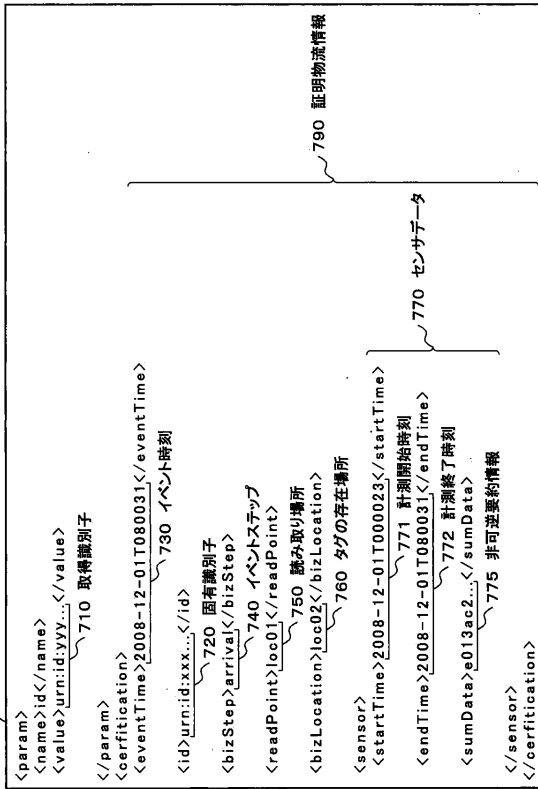 <param>
<name>id</name>
<value>urn:id:yyy...</value>
710 取得識別子
</param>
<cerfitication>
<eventTime>2008-12-01T080031</eventTime>
730 イベント時刻
<id>urn:id:xxx...</id>
720 固有識別子
<bizStep>arrival</bizStep>
740 イベントステップ
<readPoint>loc01</readPoint>
750 読み取り場所
<bizLocation>loc02</bizLocation>
760 タグの存在場所
<sensor>
<startTime>2008-12-01T000023</startTime>
771 計測開始時刻
<endTime>2008-12-01T080031</endTime>
772 計測終了時刻
<sumData>e013ac2...</sumData>
775 非可逆要約情報
</sensor>
</cerfitication>
770 センサデータ
790 証明物流情報